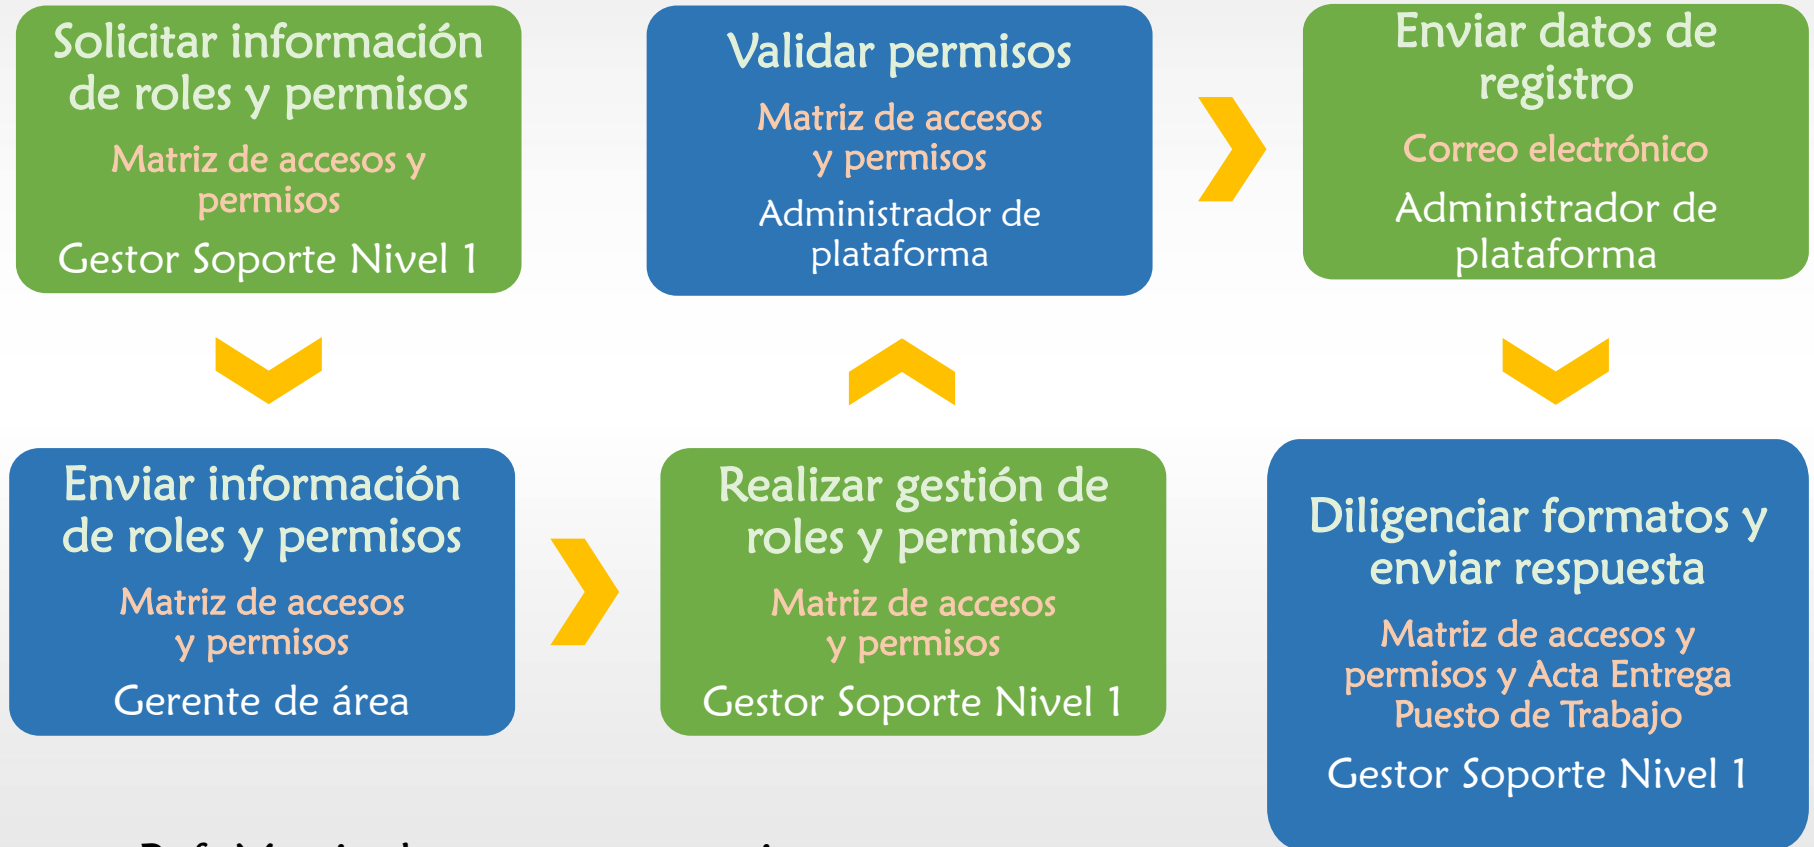 Solicitar información
de roles y permisos
Matriz de accesos y
permisos
Gestor Soporte Nivel 1
Enviar información
de roles y permisos
Matriz de accesos
y permisos
Gerente de área
Realizar gestión de
roles y permisos
Matriz de accesos
y permisos
Gestor Soporte Nivel 1
Validar permisos
Matriz de accesos
y permisos
Administrador de
plataforma
Enviar datos de
registro
Correo electrónico
Administrador de
plataforma
Diligenciar formatos y
enviar respuesta
Matriz de accesos y
permisos y Acta Entrega
Puesto de Trabajo
Gestor Soporte Nivel 1